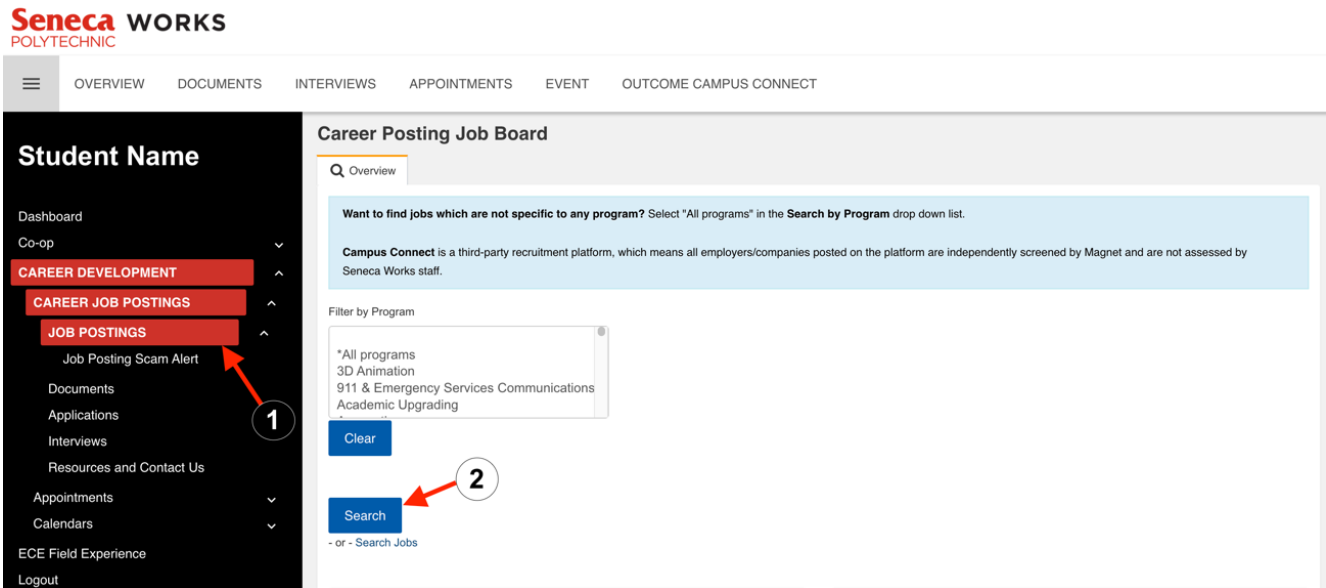 Seneca WORKS
POLYTECHNIC
OVERVIEW DOCUMENTS INTERVIEWS APPOINTMENTS EVENT OUTCOME CAMPUS CONNECT
Student Name
Dashboard
Co-op
CAREER DEVELOPMENT
CAREER JOB POSTINGS
JOB POSTINGS
Job Posting Scam Alert
Documents
Applications
Interviews
Resources and Contact Us
Appointments
Calendars
ECE Field Experience
Logout
1
Career Posting Job Board
Overview
Want to find jobs which are not specific to any program? Select "All programs" in the Search by Program drop down list.
Campus Connect is a third-party recruitment platform, which means all employers/companies posted on the platform are independently screened by Magnet and are not assessed by
Seneca Works staff.
Filter by Program
*All programs
3D Animation
911 & Emergency Services Communications
Academic Upgrading
Clear
2
Search
- or - Search Jobs